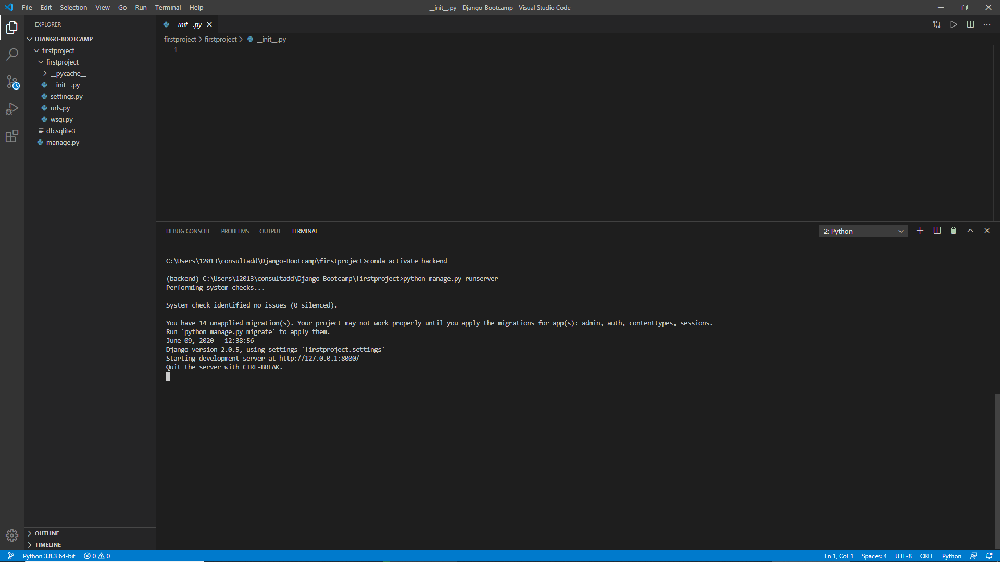 File Edit Selection View Go Run Terminal Help
__init__.py - Django-Bootcamp - Visual Studio Code
EXPLORER
DJANGO-BOOTCAMP
firstproject
firstproject
__pycache__
__init__.py
settings.py
urls.py
wsgi.py
db.sqlite3
manage.py
OUTLINE
TIMELINE
__init__.py
firstproject > firstproject > __init__.py
1
DEBUG CONSOLE PROBLEMS OUTPUT TERMINAL
2: Python
C:\Users\12013\consultadd\Django-Bootcamp\firstproject>conda activate backend
(backend) C:\Users\12013\consultadd\Django-Bootcamp\firstproject>python manage.py runserver
Performing system checks...
System check identified no issues (0 silenced).
You have 14 unapplied migration(s). Your project may not work properly until you apply the migrations for app(s): admin, auth, contenttypes, sessions.
Run 'python manage.py migrate' to apply them.
June 09, 2020 - 12:38:56
Django version 2.0.5, using settings 'firstproject.settings'
Starting development server at http://127.0.0.1:8000/
Quit the server with CTRL-BREAK.
Python 3.8.3 64-bit 0 0
Ln 1, Col 1 Spaces: 4 UTF-8 CRLF Python